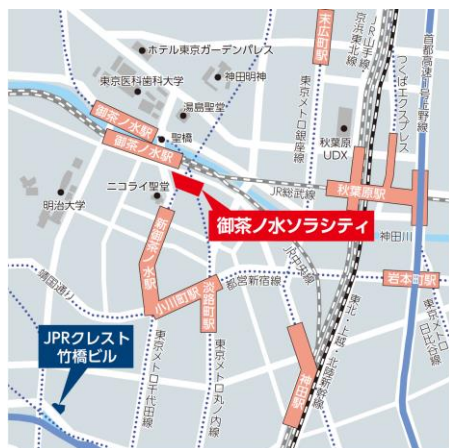 ホテル東京ガーデンパレス
東京医科歯科大学
神田明神
末広町駅
JR山手線・
京浜東北線
つくばエクスプレス
首都高速1号上野線
湯島聖堂
東京メトロ銀座線
御茶ノ水駅
聖橋
御茶ノ水駅
秋葉原
UDX
ニコライ聖堂
JR総武線
秋葉原駅
明治大学
御茶ノ水ソラシティ
神田川
新御茶ノ水駅
JR中央線
靖国通り
小川町駅
淡路町駅
都営新宿線
岩本町駅
JPRクレスト
竹橋ビル
東京メトロ千代田線
東京メトロ丸ノ内線
神田駅
東北・上越・北陸新幹線
東京メトロ
日比谷線